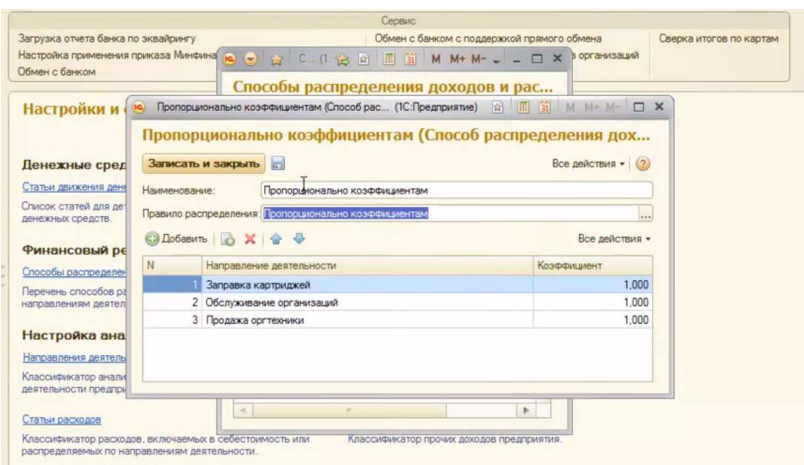 Сервис
Загрузка отчета банка по эквайрингу
Обмен с банком с поддержкой прямого обмена
Сверка итогов по картам
Настройка применения приказа Минфина
организаций
Обмен с банком
С... (1.
M M+ M-
Способы распределения доходов и рас...
Настройки и
Пропорционально коэффициентам (Способ рас... (1С:Предприятие)
M M+ M-
Пропорционально коэффициентам (Способ распределения дох...
Денежные сред
Записать и закрыть
Все действия
Статьи движения ден
Наименование:
Пропорционально коэффициентам
Список статей для де
денежных средств.
Правило распределения:
Пропорционально коэффициентам
...
Добавить
Все действия
Финансовый ре
N Направление деятельности Коэффициент
Способы распределен
1 Заправка картриджей 1,000
Перечень способов ра
2 Обслуживание организаций 1,000
направлениям деятел
3 Продажа оргтехники 1,000
Настройка ана
Направления деятель
Классификатор анали
деятельности предпри
Статьи расходов
Классификатор расходов, включаемых в себестоимость или
Классификатор прочих доходов предприятия.
распределяемых по направлениям деятельности.